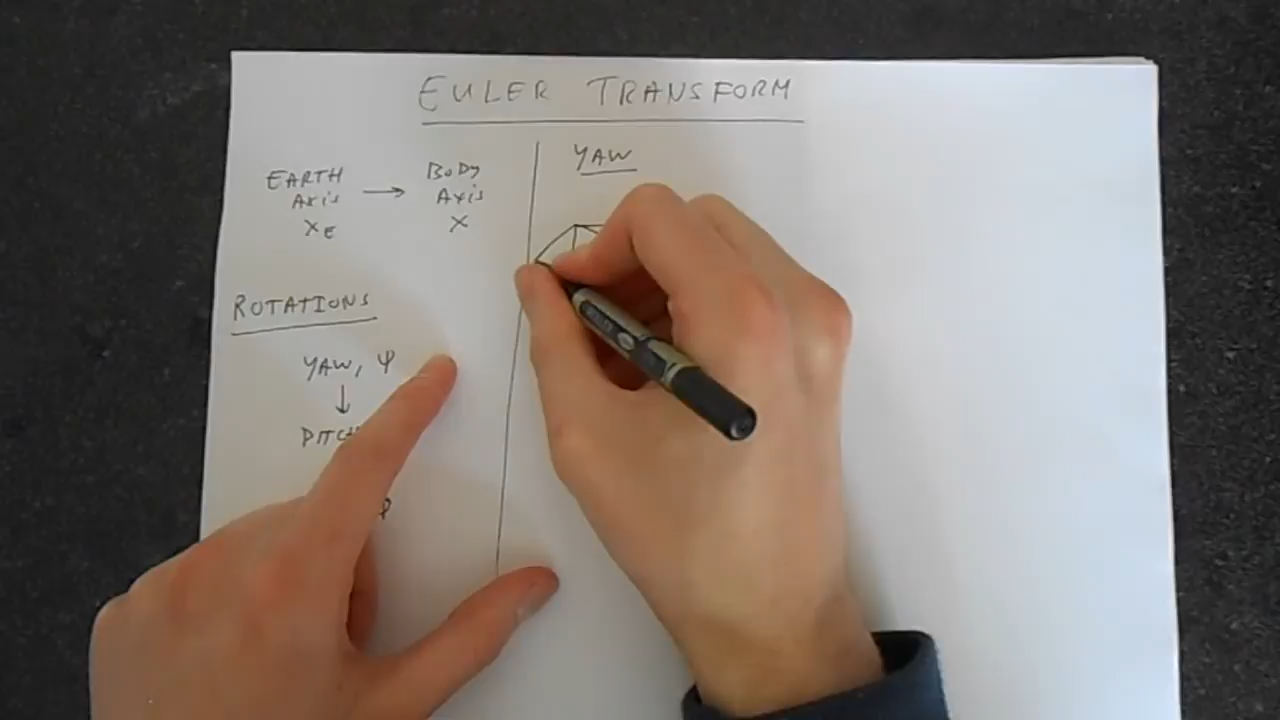 EULER TRANSFORM
EARTH
Axis
XE
→
BODY
Axis
X
ROTATIONS
YAW, ψ
↓
YAW